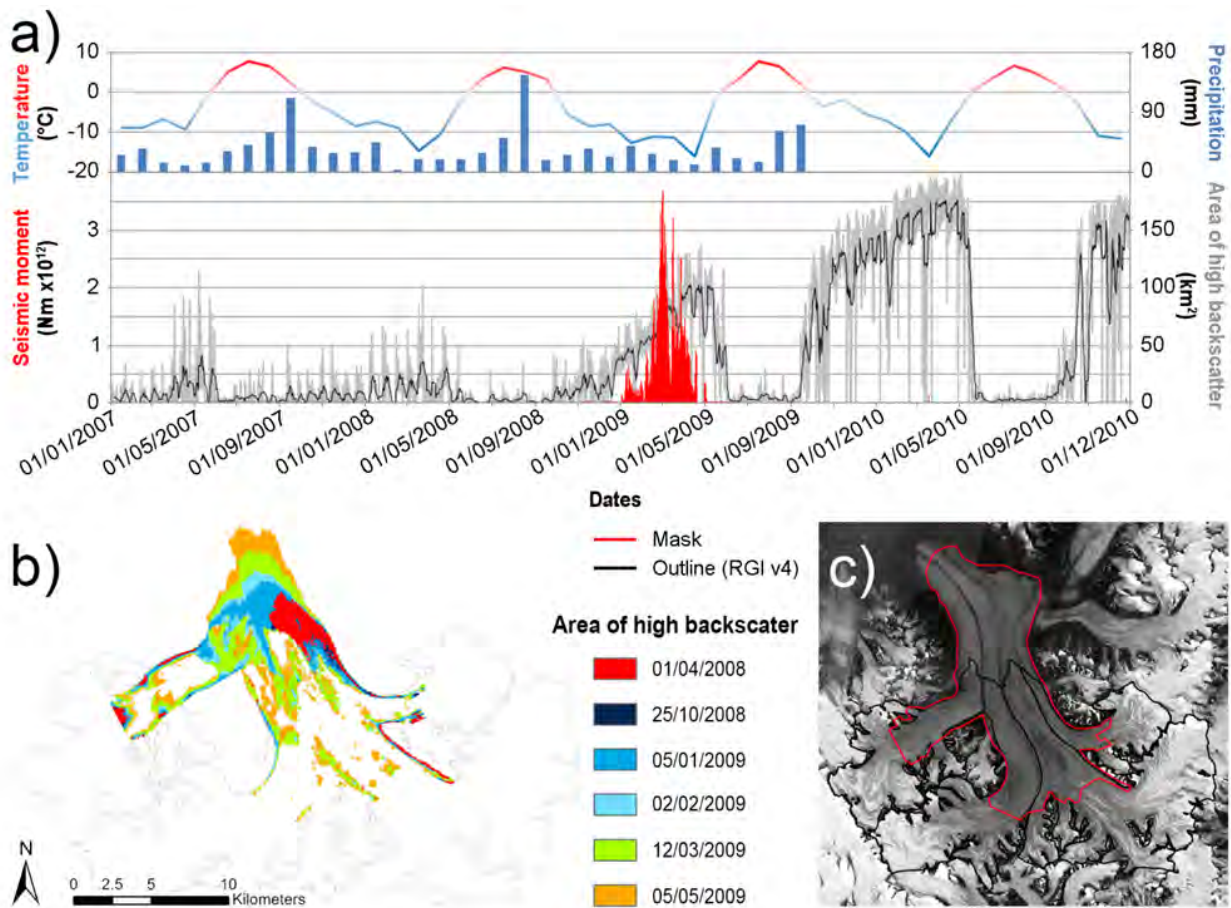 a)
Temperature
(°C)
10
0
-10
-20
180
90
0
Precipitation
(mm)
Seismic moment
(Nm x10¹²)
3
2
1
0
150
100
50
0
Area of high backscatter
(km²)
01/01/2007
01/05/2007
01/09/2007
01/01/2008
01/05/2008
01/09/2008
01/01/2009
01/05/2009
01/09/2009
01/01/2010
01/05/2010
01/09/2010
01/12/2010
Dates
b)
Mask
Outline (RGI v4)
Area of high backscater
01/04/2008
25/10/2008
05/01/2009
02/02/2009
12/03/2009
05/05/2009
N
0 2.5 5 10
Kilometers
c)